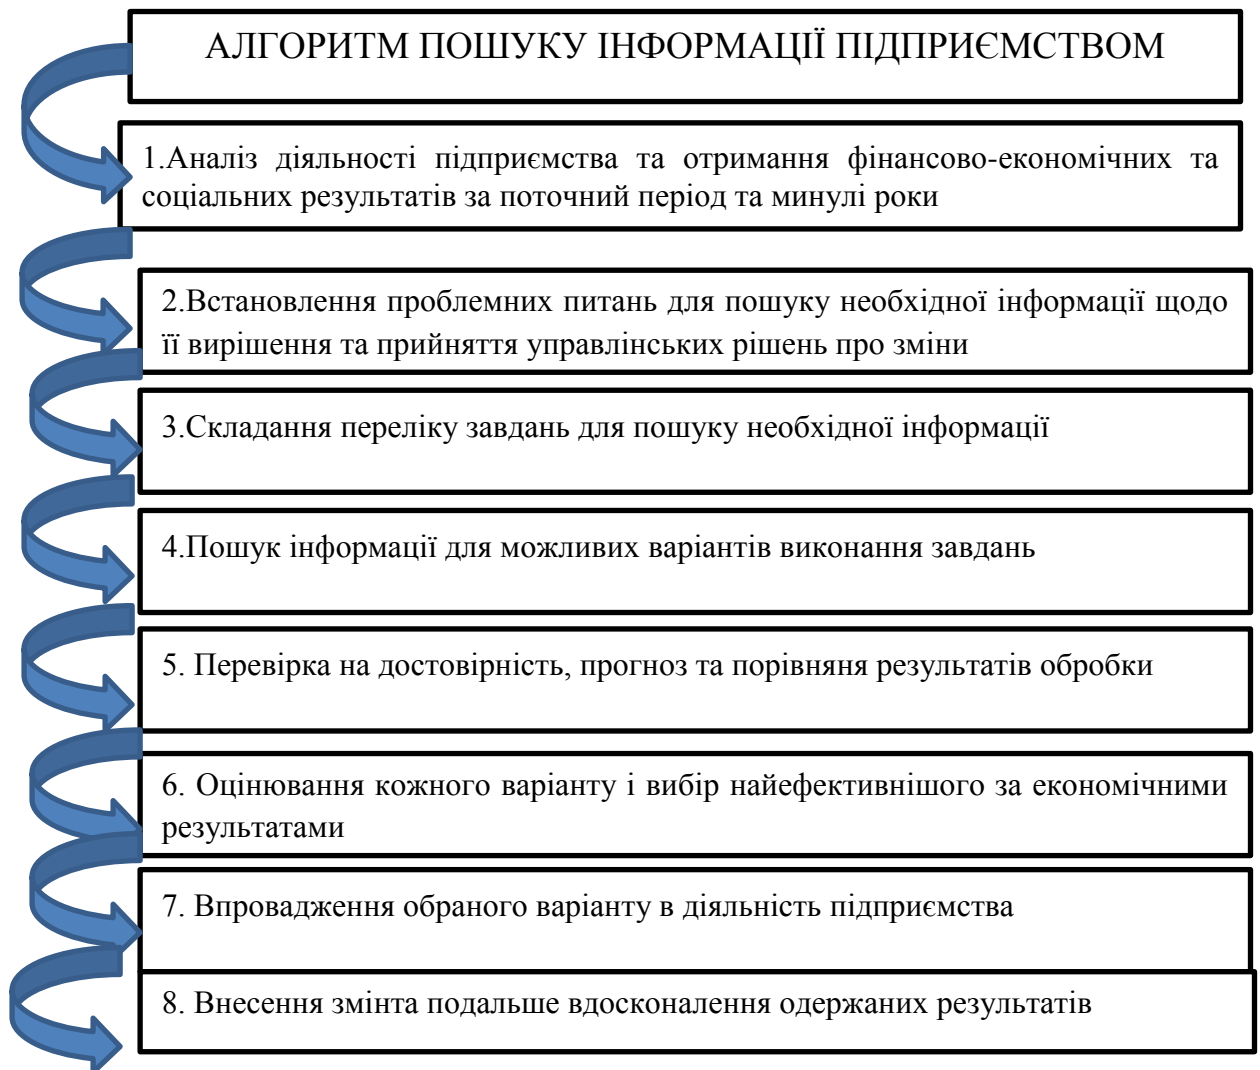 АЛГОРИТМ ПОШУКУ ІНФОРМАЦІЇ ПІДПРИЄМСТВОМ
1.Аналіз діяльності підприємства та отримання фінансово-економічних та
соціальних результатів за поточний період та минулі роки
2.Встановлення проблемних питань для пошуку необхідної інформації щодо
її вирішення та прийняття управлінських рішень про зміни
3.Складання переліку завдань для пошуку необхідної інформації
4.Пошук інформації для можливих варіантів виконання завдань
5. Перевірка на достовірність, прогноз та порівняня результатів обробки
6. Оцінювання кожного варіанту і вибір найефективнішого за економічними
результатами
7. Впровадження обраного варіанту в діяльність підприємства
8. Внесення змінта подальше вдосконалення одержаних результатів